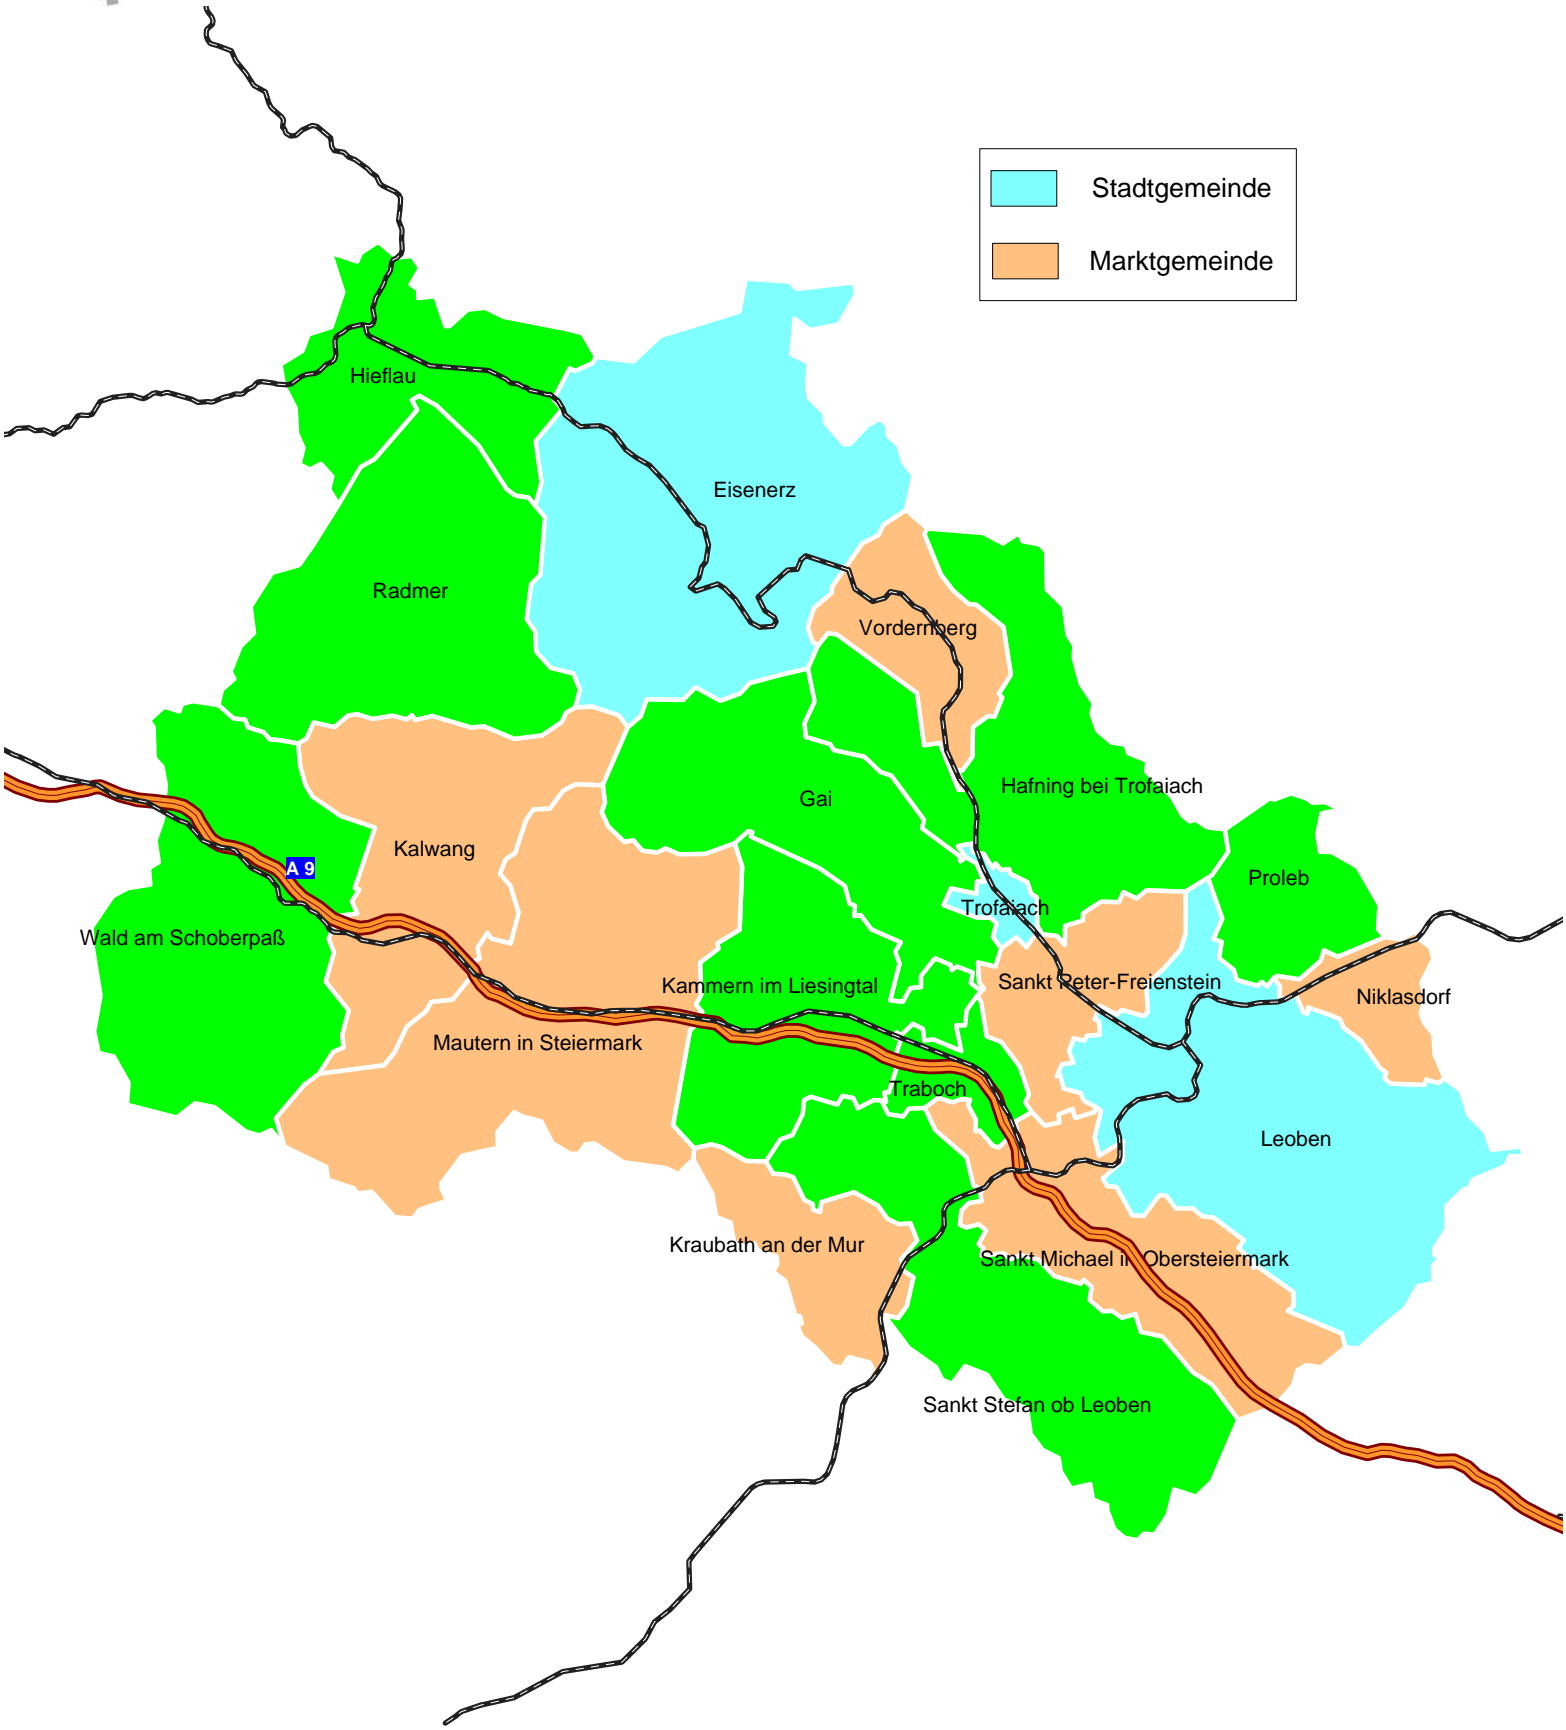 Stadtgemeinde
Marktgemeinde
Hieflau
Eisenerz
Radmer
Vordernberg
Hafning bei Trofaiach
Gai
Kalwang
A 9
Proleb
Trofaiach
Wald am Schoberpaß
Kammern im Liesingtal
Sankt Peter-Freienstein
Niklasdorf
Mautern in Steiermark
Traboch
Leoben
Kraubath an der Mur
Sankt Michael in Obersteiermark
Sankt Stefan ob Leoben